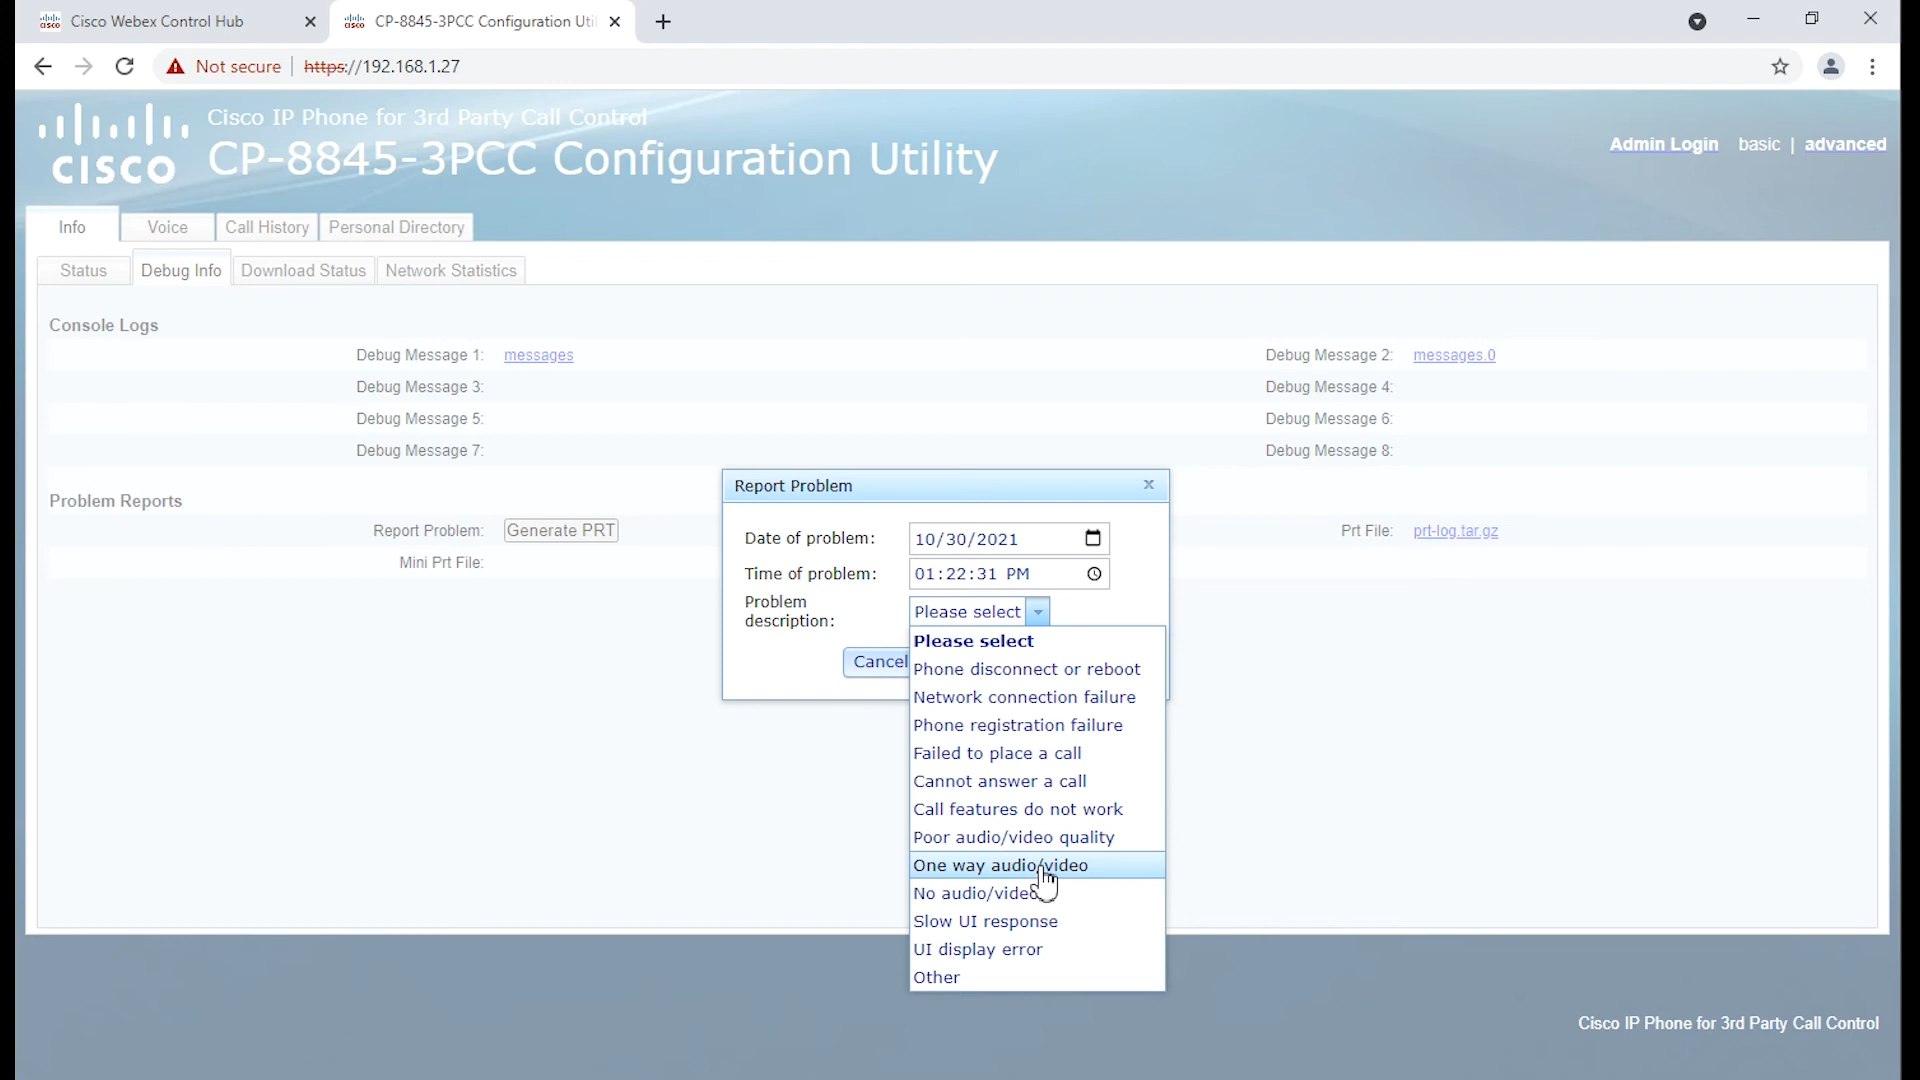 Cisco Webex Control Hub
CP-8845-3PCC Configuration Uti
Not secure
https://192.168.1.27
Cisco IP Phone for 3rd Party Call Control
CP-8845-3PCC Configuration Utility
cisco
Admin Login basic | advanced
Info Voice Call History Personal Directory
Status Debug Info Download Status Network Statistics
Console Logs
Debug Message 1: messages Debug Message 2: messages.0
Debug Message 3: Debug Message 4:
Debug Message 5: Debug Message 6:
Debug Message 7: Debug Message 8:
Problem Reports
Report Problem: Generate PRT Prt File: prt-log.tar.gz
Mini Prt File:
Report Problem
Date of problem: 10/30/2021
Time of problem: 01:22:31 PM
Problem
description: Please select
Cancel
Please select
Phone disconnect or reboot
Network connection failure
Phone registration failure
Failed to place a call
Cannot answer a call
Call features do not work
Poor audio/video quality
One way audio/video
No audio/video
Slow UI response
UI display error
Other
Cisco IP Phone for 3rd Party Call Control